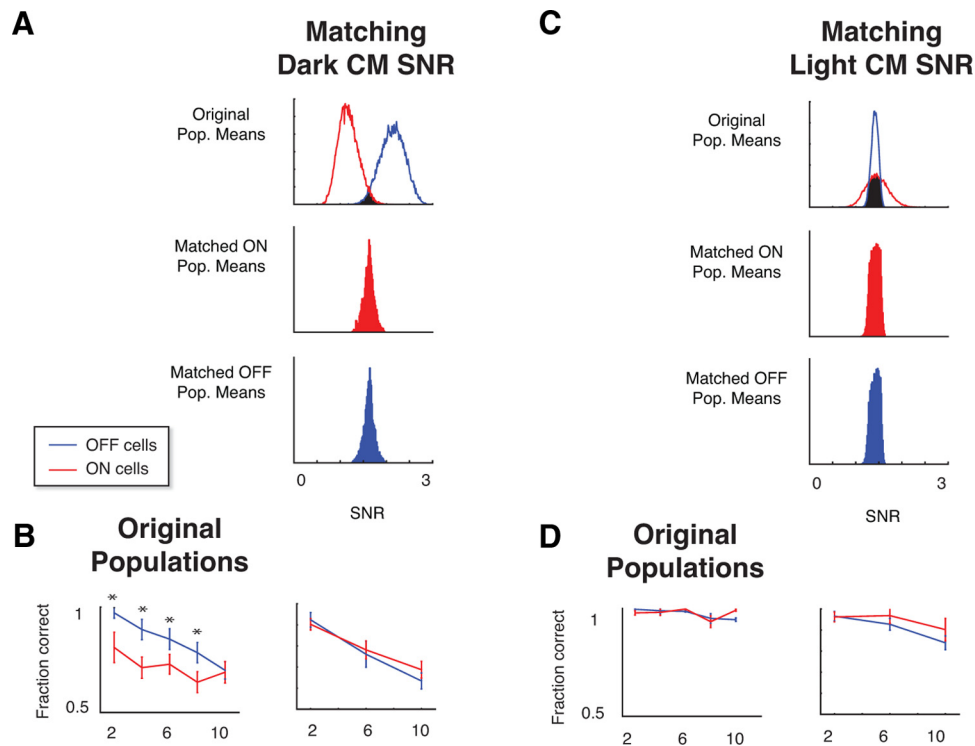 A
Matching
Dark CM SNR
Original
Pop. Means
Matched ON
Pop. Means
Matched OFF
Pop. Means
OFF cells
ON cells
0 3
SNR
C
Matching
Light CM SNR
Original
Pop. Means
Matched ON
Pop. Means
Matched OFF
Pop. Means
0 3
SNR
B
Original
Populations
* * * *
Fraction correct
1
0.5
2 6 10
2 6 10
D
Original
Populations
Fraction correct
1
0.5
2 6 10
2 6 10